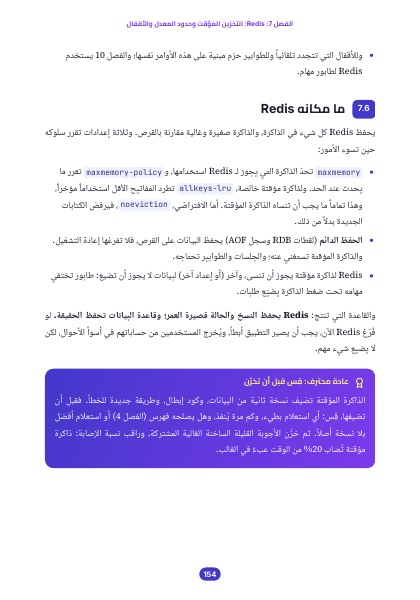 الفصل 7: Redis: التخزين المؤقت وحدود المعدل والأقفال
• وللأقفال التي تتجدد تلقائياً وللطوابير حزم مبنية على هذه الأوامر نفسها؛ والفصل 10 يستخدم
Redis لطابور مهام.
7.6 ما مكانه Redis
يحفظ Redis كل شيء في الذاكرة، والذاكرة صغيرة وغالية مقارنة بالقرص. وثلاثة إعدادات تقرر سلوكه
حين تسوء الأمور:
• maxmemory تحدّ الذاكرة التي يجوز لـ Redis استخدامها، و maxmemory-policy تقرر ما
يحدث عند الحد. ولذاكرة مؤقتة خالصة، allkeys-lru تطرد المفاتيح الأقل استخداماً مؤخراً،
وهذا تماماً ما يجب أن تنساه الذاكرة المؤقتة. أما الافتراضي، noeviction، فيرفض الكتابات
الجديدة بدلاً من ذلك.
• الحفظ الدائم (لقطات RDB وسجل AOF) يحفظ البيانات على القرص، فلا تفرغها إعادة التشغيل.
والذاكرة المؤقتة تستغني عنه؛ والجلسات والطوابير تحتاجه.
• Redis لذاكرة مؤقتة يجوز أن تنسى، وآخر (أو إعداد آخر) لبيانات لا يجوز أن تضيع: طابور تختفي
مهامه تحت ضغط الذاكرة يضيّع طلبات.
والقاعدة التي تنتج: Redis يحفظ النسخ والحالة قصيرة العمر؛ وقاعدة البيانات تحفظ الحقيقة. لو
فُرّغ Redis الآن، يجب أن يصير التطبيق أبطأ، ويُخرج المستخدمين من حساباتهم في أسوأ الأحوال، لكن
لا يضيع شيء مهم.
عادة محترف: قِس قبل أن تخزّن
الذاكرة المؤقتة تضيف نسخة ثانية من البيانات، وكود إبطال، وطريقة جديدة للخطأ. فقبل أن
تضيفها، قِس: أي استعلام بطيء، وكم مرة يُنفذ، وهل يصلحه فهرس (الفصل 4) أو استعلام أفضل
بلا نسخة أصلاً. ثم خزّن الأجوبة القليلة الساخنة الغالية المشتركة، وراقب نسبة الإصابة: ذاكرة
مؤقتة تُصاب 20% من الوقت عبءٌ في الغالب.
154